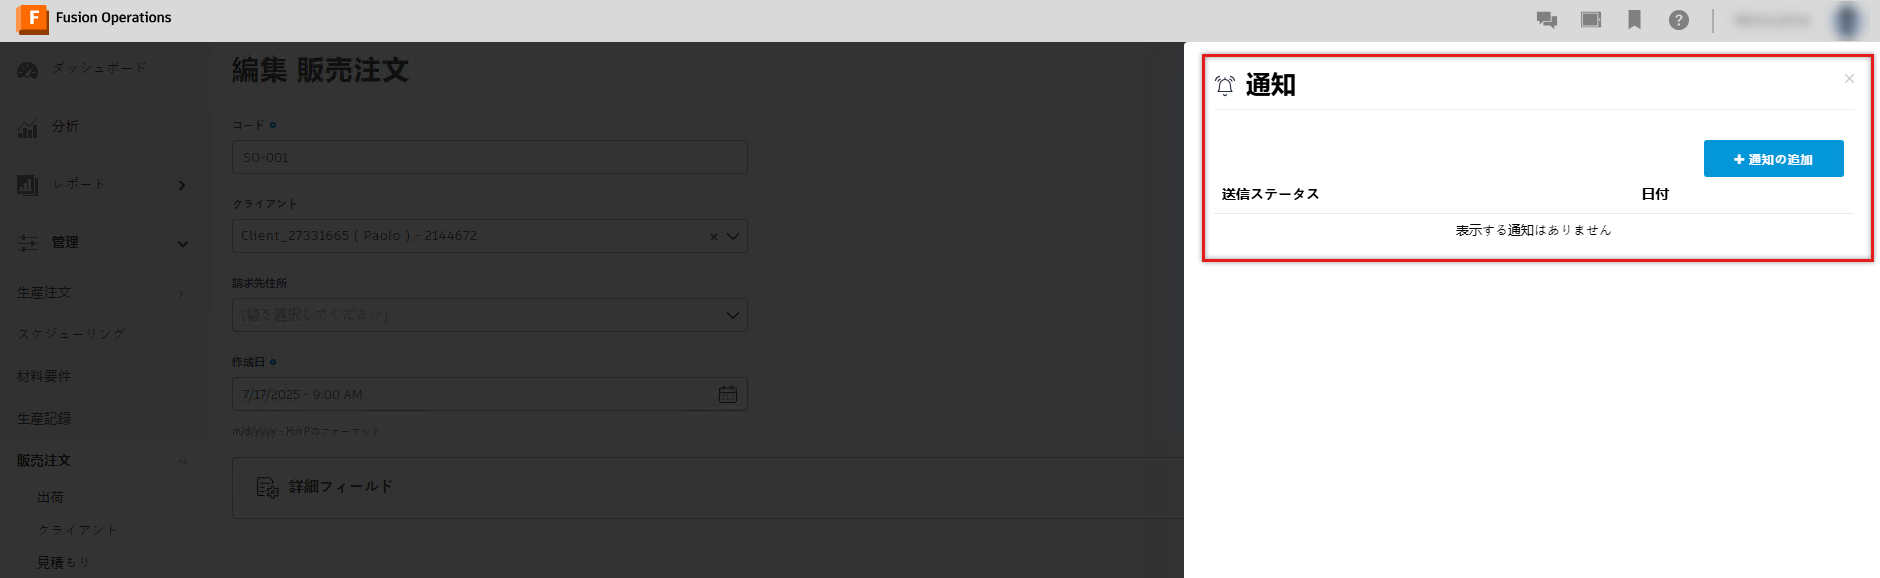 Fusion Operations
ダッシュボード
分析
レポート
管理
生産注文
スケジューリング
材料要件
生産記録
販売注文
出荷
クライアント
見積もり
編集 販売注文
コード
SO-001
クライアント
Client_27331665 ( Paolo ) - 2144672
請求先住所
(値を選択してください)
作成日
7/17/2025 - 9:00 AM
のフォーマット
詳細フィールド
通知
×
+ 通知の追加
送信ステータス 日付
表示する通知はありません